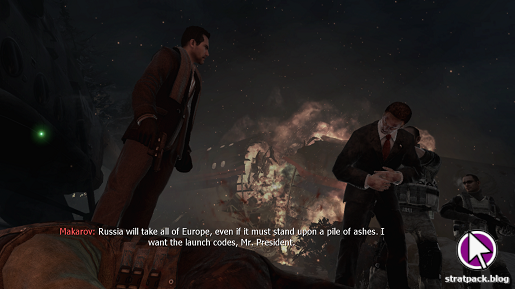 Makarov: Russia will take all of Europe, even if it must stand upon a pile of ashes. I
want the launch codes, Mr. President.
stratpack.blog